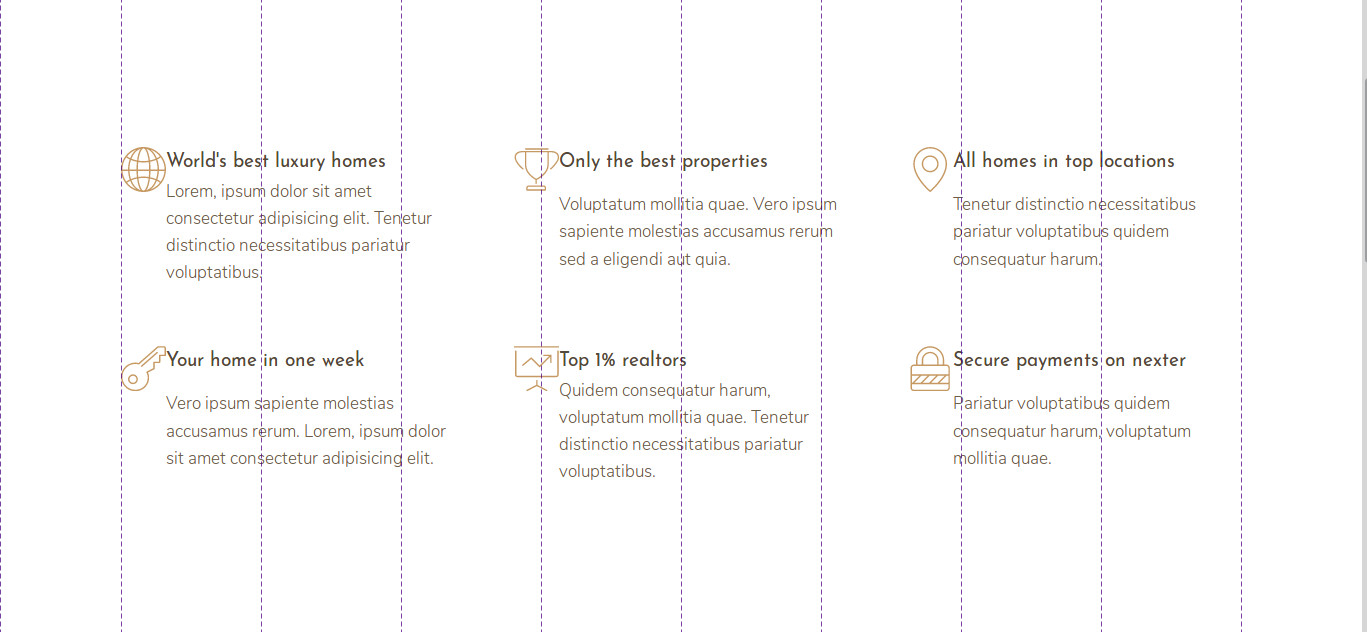 World's best luxury homes
Lorem, ipsum dolor sit amet
consectetur adipisicing elit. Tenetur
distinctio necessitatibus pariatur
voluptatibus.
Only the best properties
Voluptatum mollitia quae. Vero ipsum
sapiente molestias accusamus rerum
sed a eligendi aut quia.
All homes in top locations
Tenetur distinctio necessitatibus
pariatur voluptatibus quidem
consequatur harum.
Your home in one week
Vero ipsum sapiente molestias
accusamus rerum. Lorem, ipsum dolor
sit amet consectetur adipisicing elit.
Top 1% realtors
Quidem consequatur harum,
voluptatum mollitia quae. Tenetur
distinctio necessitatibus pariatur
voluptatibus.
Secure payments on nexter
Pariatur voluptatibus quidem
consequatur harum, voluptatum
mollitia quae.